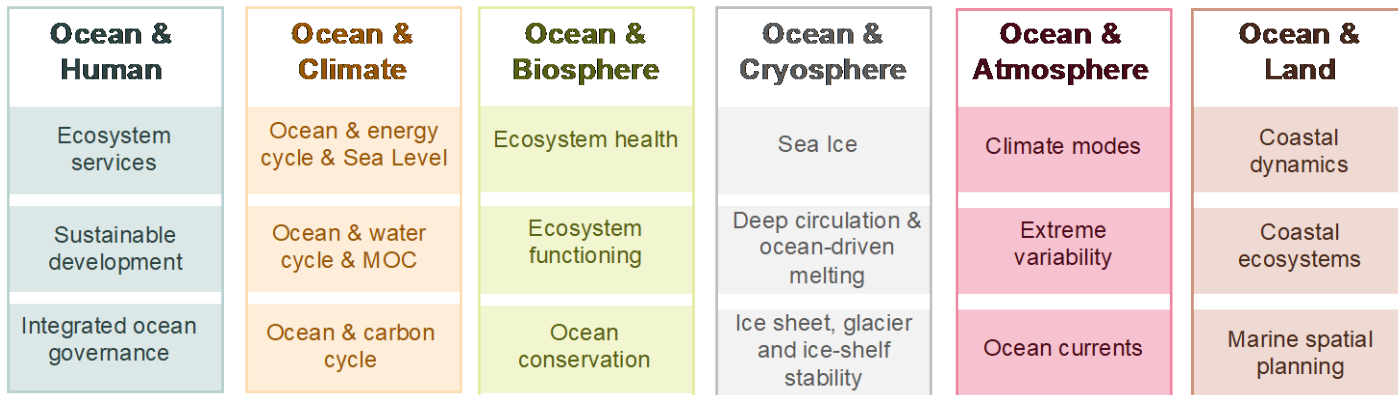 Ocean &
Human
Ecosystem
services
Sustainable
development
Integrated ocean
governance
Ocean &
Climate
Ocean & energy
cycle & Sea Level
Ocean & water
cycle & MOC
Ocean & carbon
cycle
Ocean &
Biosphere
Ecosystem health
Ecosystem
functioning
Ocean
conservation
Ocean &
Cryosphere
Sea Ice
Deep circulation &
ocean-driven
melting
Ice sheet, glacier
and ice-shelf
stability
Ocean &
Atmosphere
Climate modes
Extreme
variability
Ocean currents
Ocean &
Land
Coastal
dynamics
Coastal
ecosystems
Marine spatial
planning